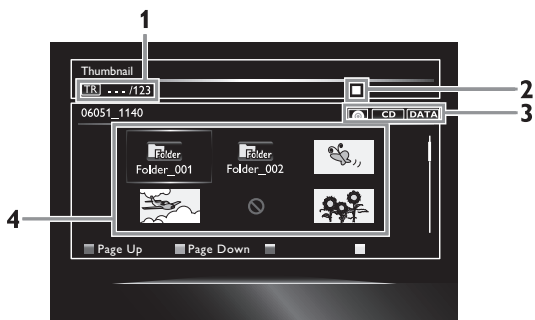 1
Thumbnail
TR - - - /123
2
06051_1140
CD DATA
3
Folder Folder
Folder_001 Folder_002
4
Page Up Page Down